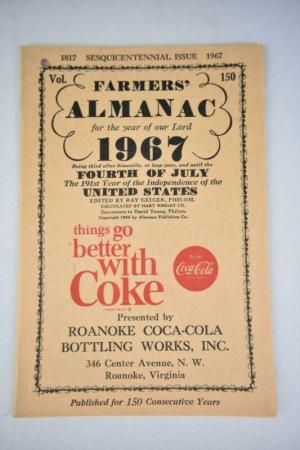 1817 SESQUICENTENNIAL ISSUE 1967
Vol. 150
FARMERS'
ALMANAC
for the year of our Lord
1967
Being third after bissextile, or leap year, and until the
FOURTH OF JULY
The 191st Year of the Independence of the
UNITED STATES
EDITED BY RAY GEIGER, PHILOM.
CALCULATED BY HART WRIGHT CO.
Successors to David Young, Philom.
Copyright 1966 by Almanac Publishing Co.
things go
better
with
Coke
Drink
Coca-Cola
Presented by
ROANOKE COCA-COLA
BOTTLING WORKS, INC.
346 Center Avenue, N. W.
Roanoke, Virginia
Published for 150 Consecutive Years